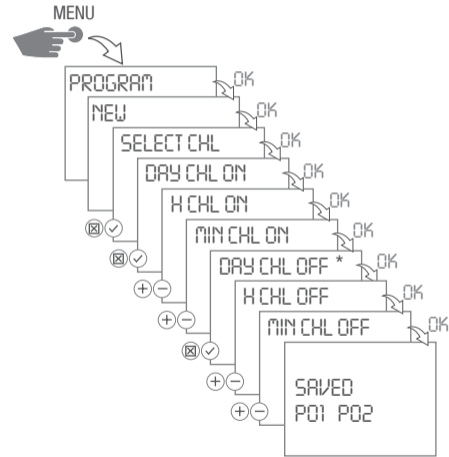 MENU
PROGRAM
OK
NEW
OK
SELECT CHL
OK
DAY CHL ON
OK
H CHL ON
OK
MIN CHL ON
OK
DAY CHL OFF *
OK
H CHL OFF
OK
MIN CHL OFF
OK
SAVED
P01 P02